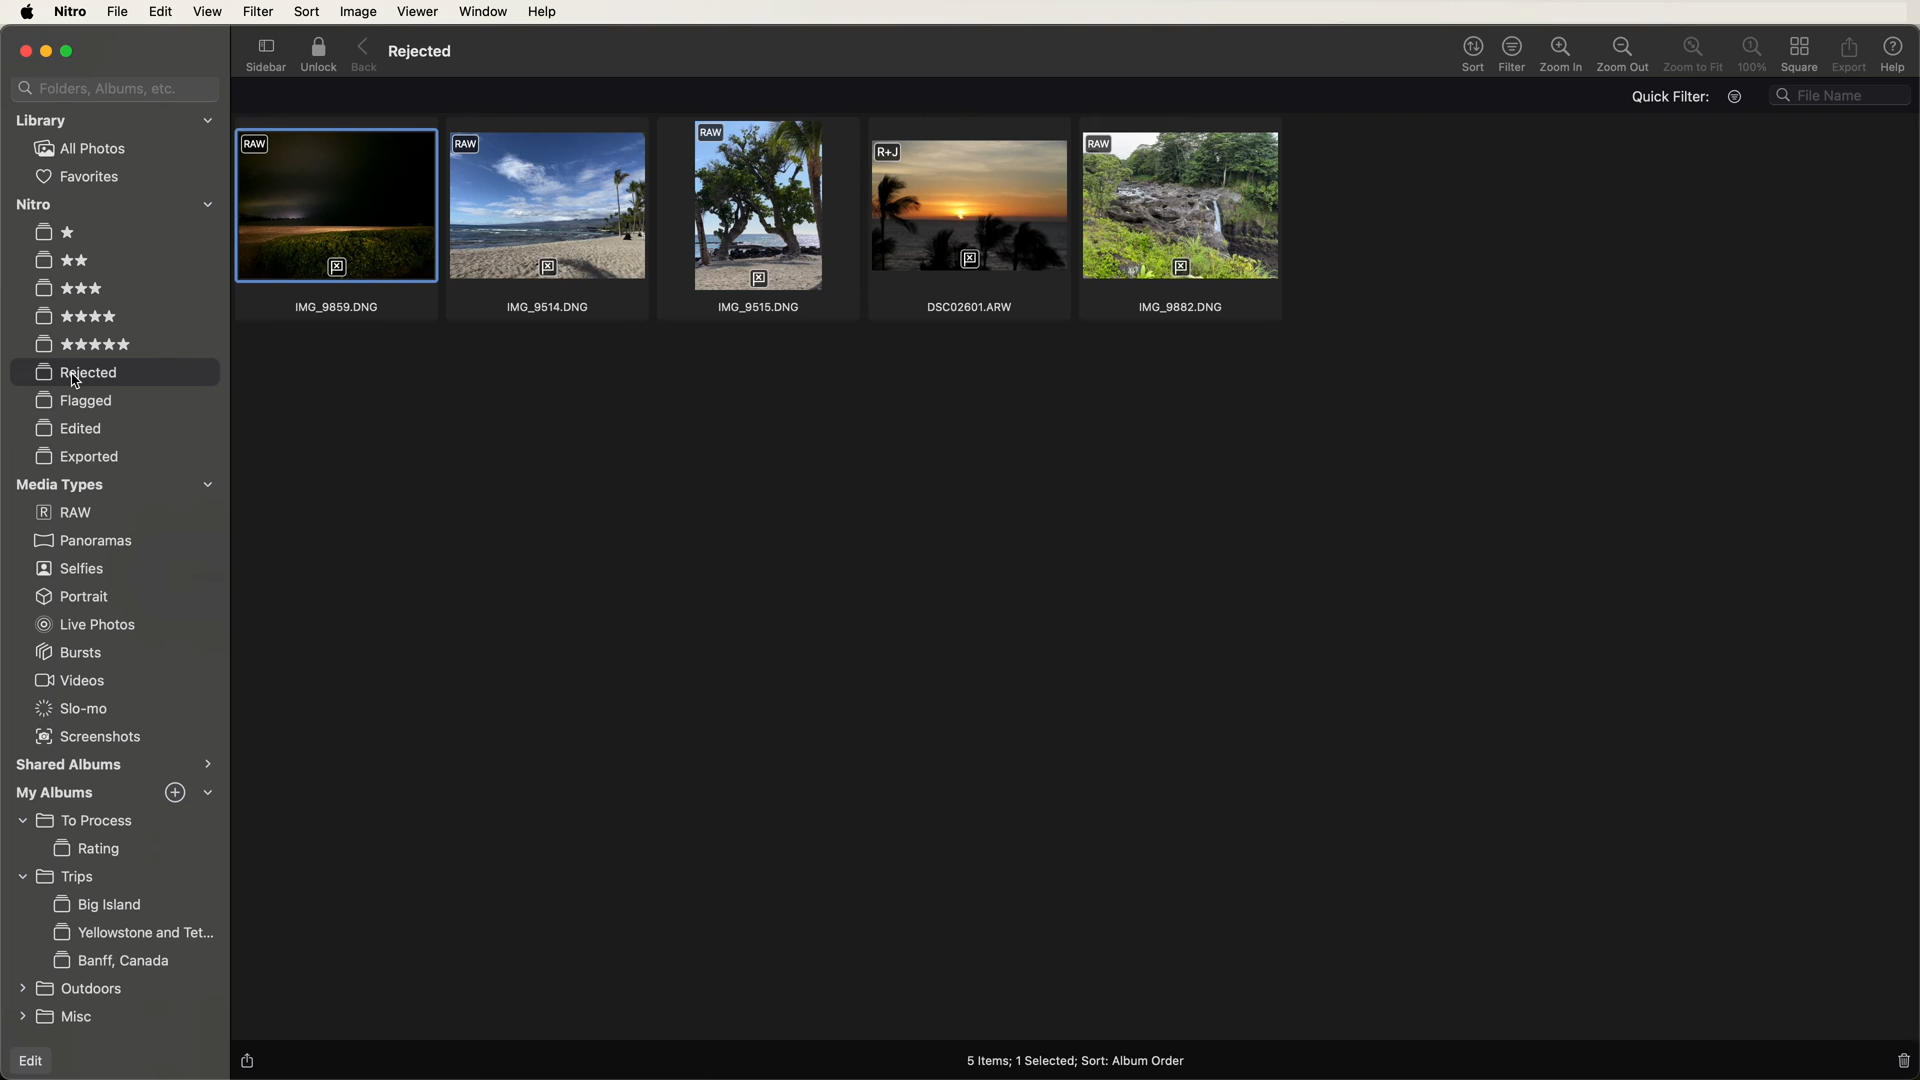 Nitro File Edit View Filter Sort Image Viewer Window Help
Sidebar Unlock Back Rejected Sort Filter Zoom In Zoom Out Zoom to Fit 100% Square Export Help
Folders, Albums, etc.
Quick Filter: File Name
Library
All Photos
Favorites
Nitro
Rejected
Flagged
Edited
Exported
Media Types
R RAW
Panoramas
Selfies
Portrait
Live Photos
Bursts
Videos
Slo-mo
Screenshots
Shared Albums
My Albums
To Process
Rating
Trips
Big Island
Yellowstone and Tet...
Banff, Canada
Outdoors
Misc
Edit
RAW RAW RAW R+J RAW
IMG_9859.DNG IMG_9514.DNG IMG_9515.DNG DSC02601.ARW IMG_9882.DNG
5 Items; 1 Selected; Sort: Album Order